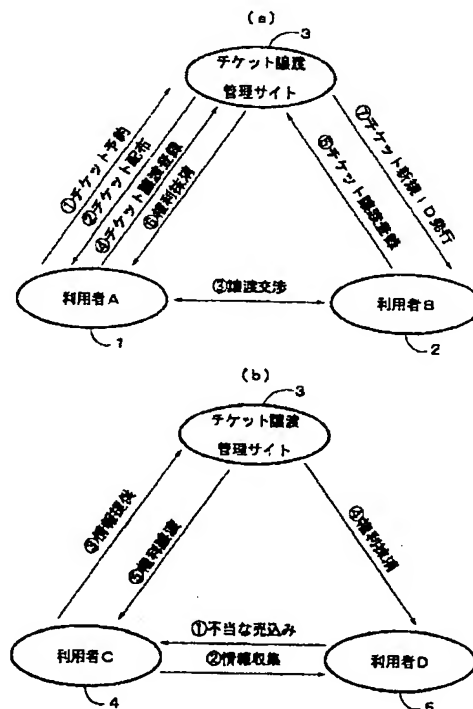 (a)
3
チケット譲渡
管理サイト
①チケット予約
②チケット配布
④チケット譲渡登録
⑥権利抹消
⑦チケット新規ID発行
⑤チケット譲渡登録
利用者A
③譲渡交渉
利用者B
1
2
(b)
3
チケット譲渡
管理サイト
③情報提供
⑤権利譲渡
④権利抹消
①不当な売込み
②情報収集
利用者C
利用者D
4
5